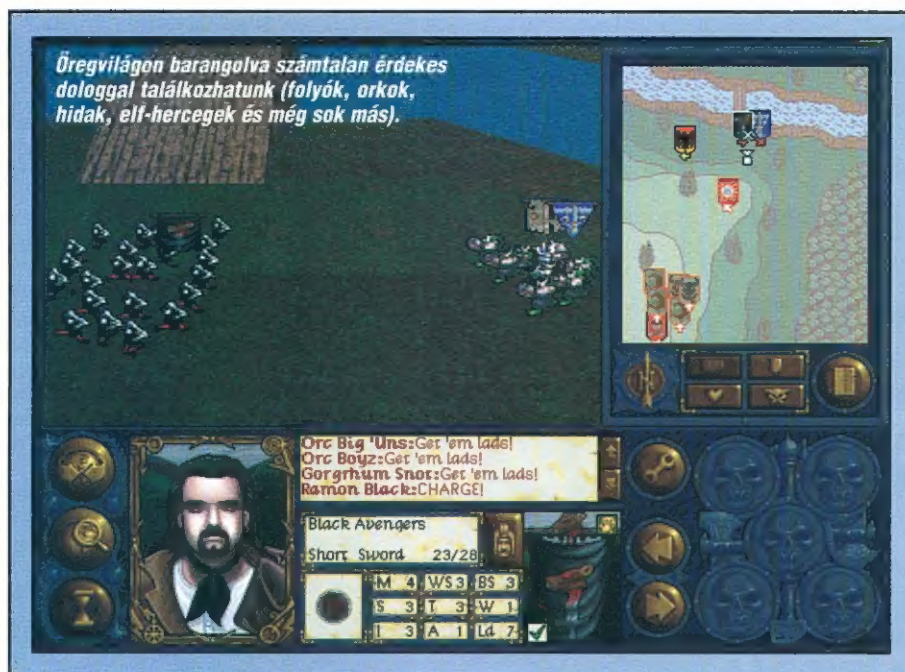 Öregvilágon barangolva számtalan érdekes
dologgal találkozhatunk (folyók, orkok,
hidak, elf-hercegek és még sok más).
Orc Big 'Uns:Get 'em lads!
Orc Boyz:Get 'em lads!
Gorgrhum Snot:Get 'em lads!
Ramon Black:CHARGE!
Black Avengers
Short Sword 23/28
M 4 WS 3 BS 3
S 3 T 3 W 1
I 3 A 1 Ld 7
N